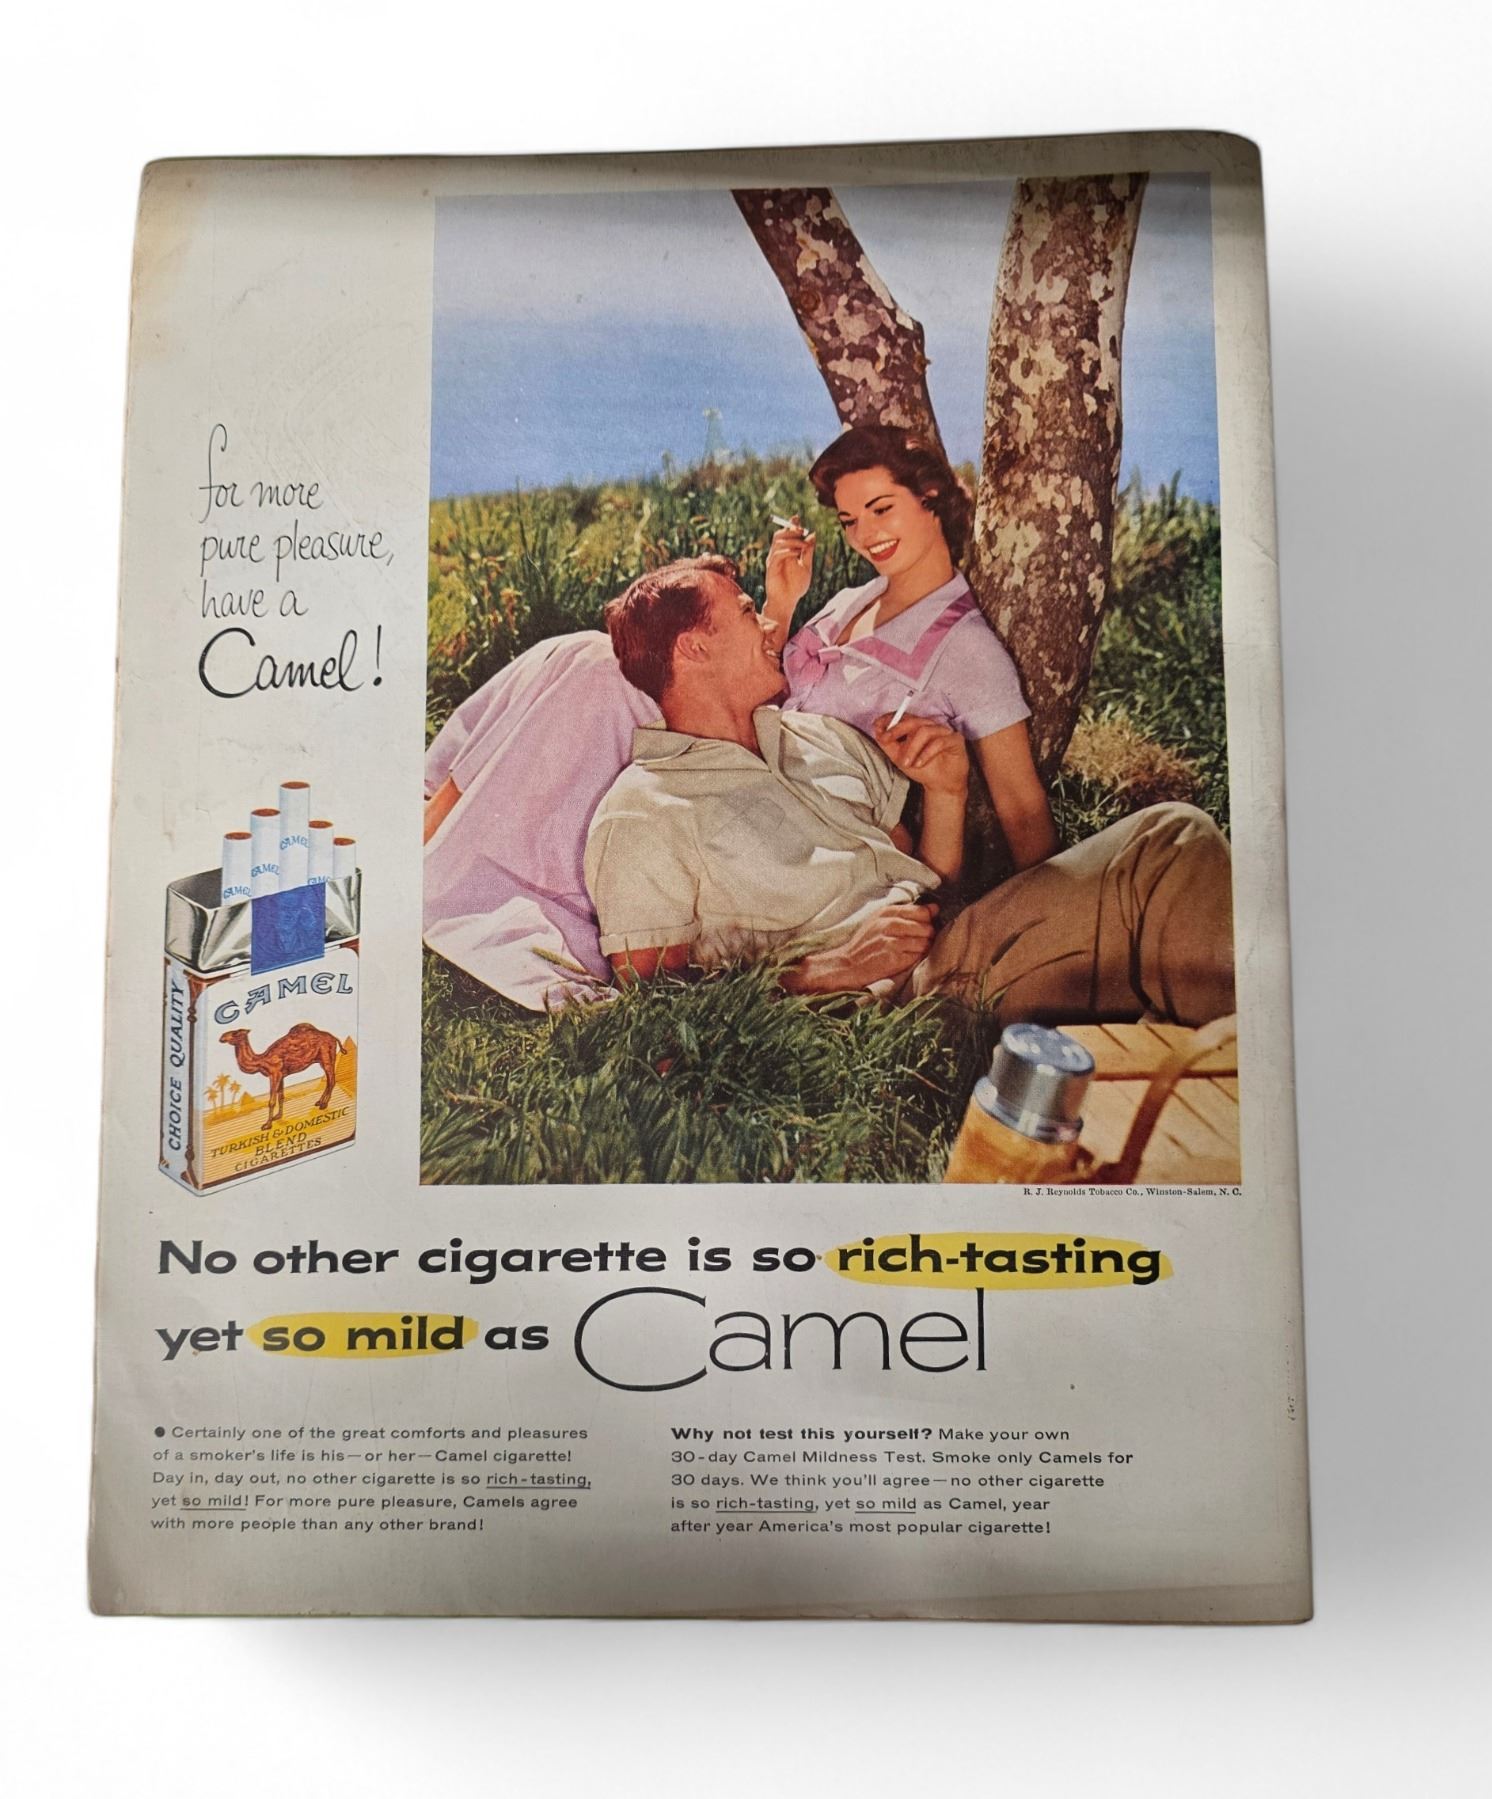 for more
pure pleasure,
have a
Camel!
CAMEL
CAMEL
CAMEL
CAMEL
CHOICE QUALITY
TURKISH & DOMESTIC
BLEND
CIGARETTES
R. J. Reynolds Tobacco Co., Winston-Salem, N. C.
No other cigarette is so rich-tasting
yet so mild as Camel
● Certainly one of the great comforts and pleasures
of a smoker's life is his—or her—Camel cigarette!
Day in, day out, no other cigarette is so rich-tasting,
yet so mild! For more pure pleasure, Camels agree
with more people than any other brand!
Why not test this yourself? Make your own
30-day Camel Mildness Test. Smoke only Camels for
30 days. We think you'll agree—no other cigarette
is so rich-tasting, yet so mild as Camel, year
after year America's most popular cigarette!